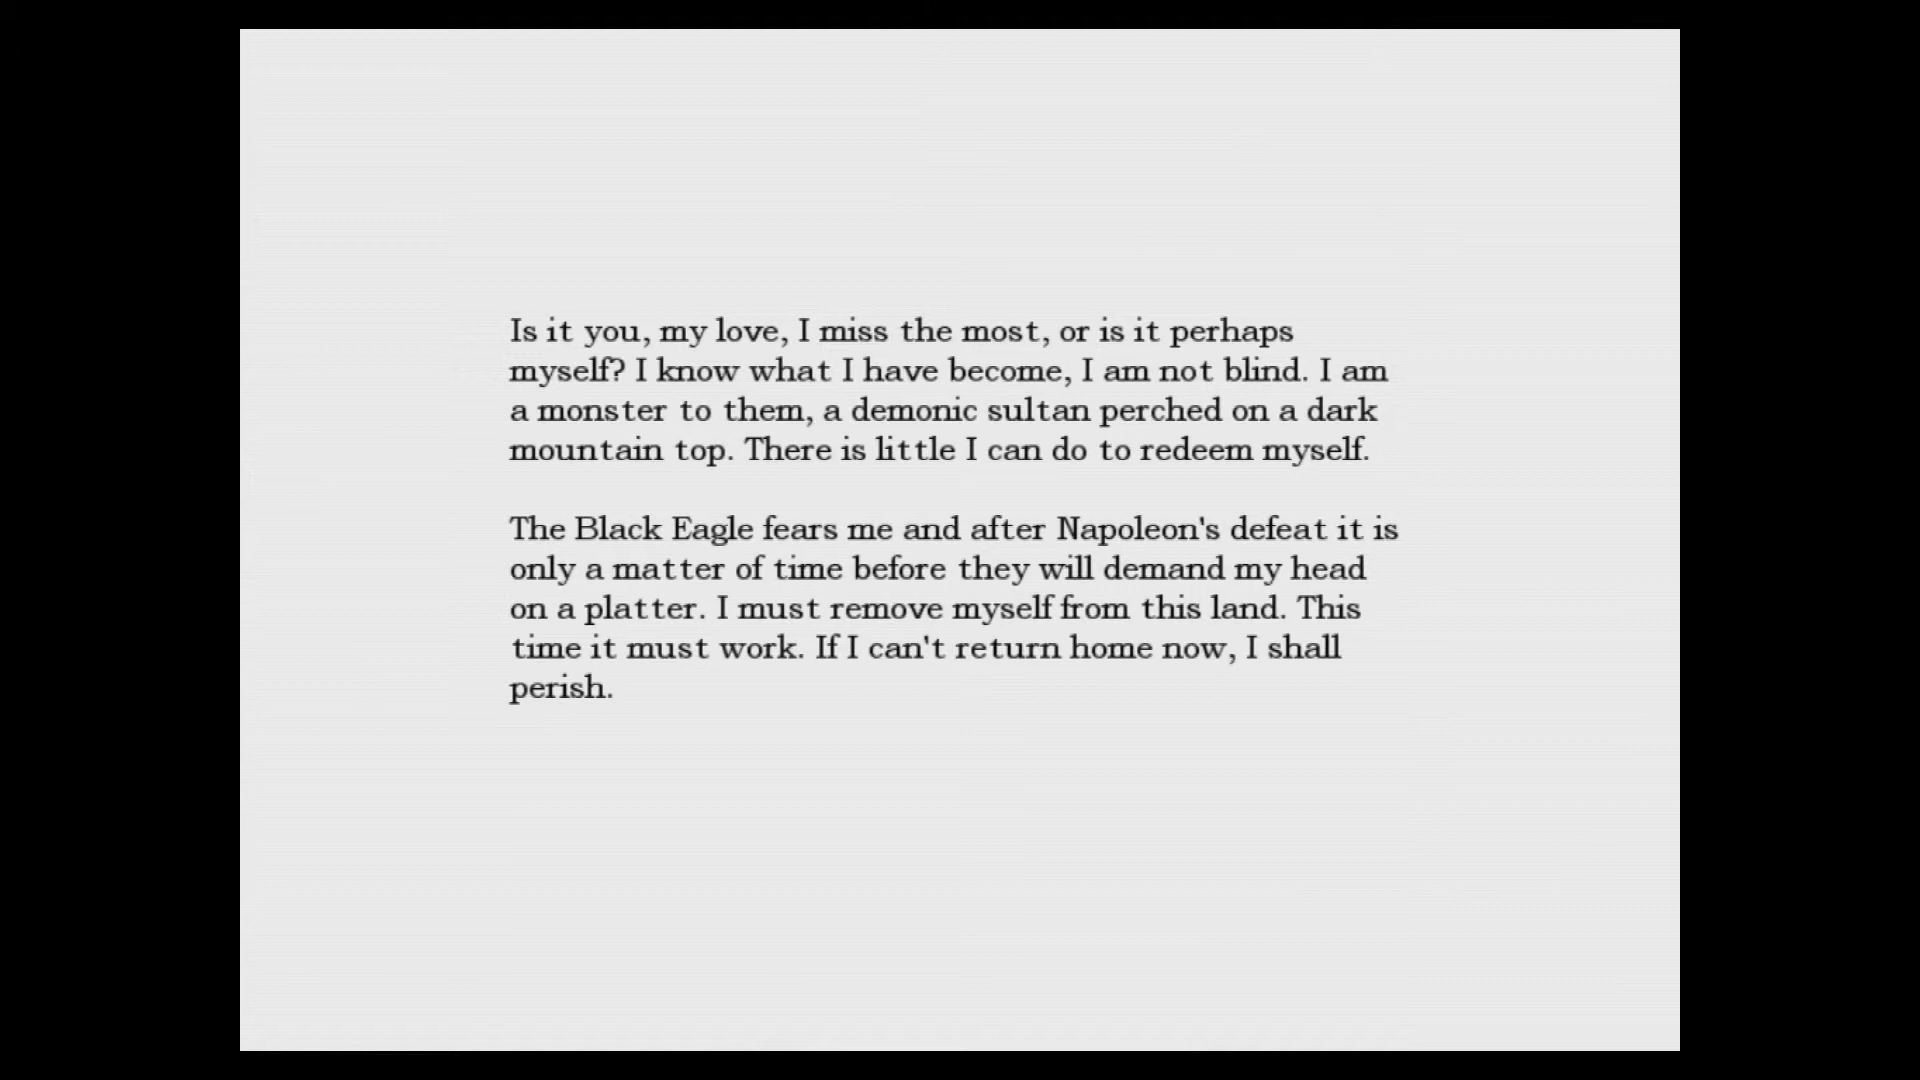 Is it you, my love, I miss the most, or is it perhaps
myself? I know what I have become, I am not blind. I am
a monster to them, a demonic sultan perched on a dark
mountain top. There is little I can do to redeem myself.
The Black Eagle fears me and after Napoleon's defeat it is
only a matter of time before they will demand my head
on a platter. I must remove myself from this land. This
time it must work. If I can't return home now, I shall
perish.